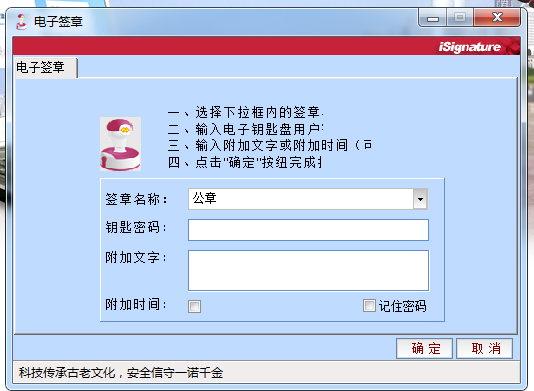 电子签章
iSignature
电子签章
一、选择下拉框内的签章.
二、输入电子钥匙盘用户
三、输入附加文字或附加时间（可
四、点击"确定"按纽完成
签章名称： 公章
钥匙密码：
附加文字：
附加时间： 记住密码
确定 取消
科技传承古老文化，安全信守一诺千金